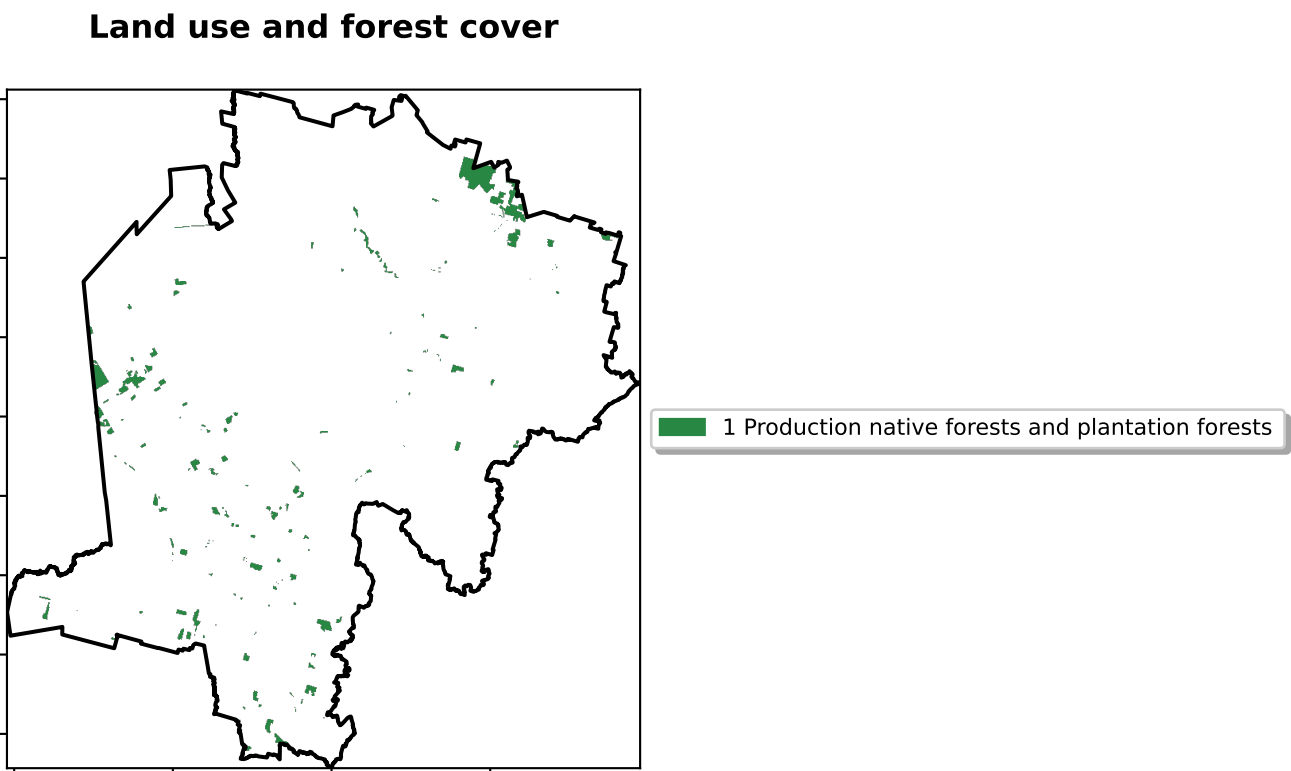 Land use and forest cover
1 Production native forests and plantation forests